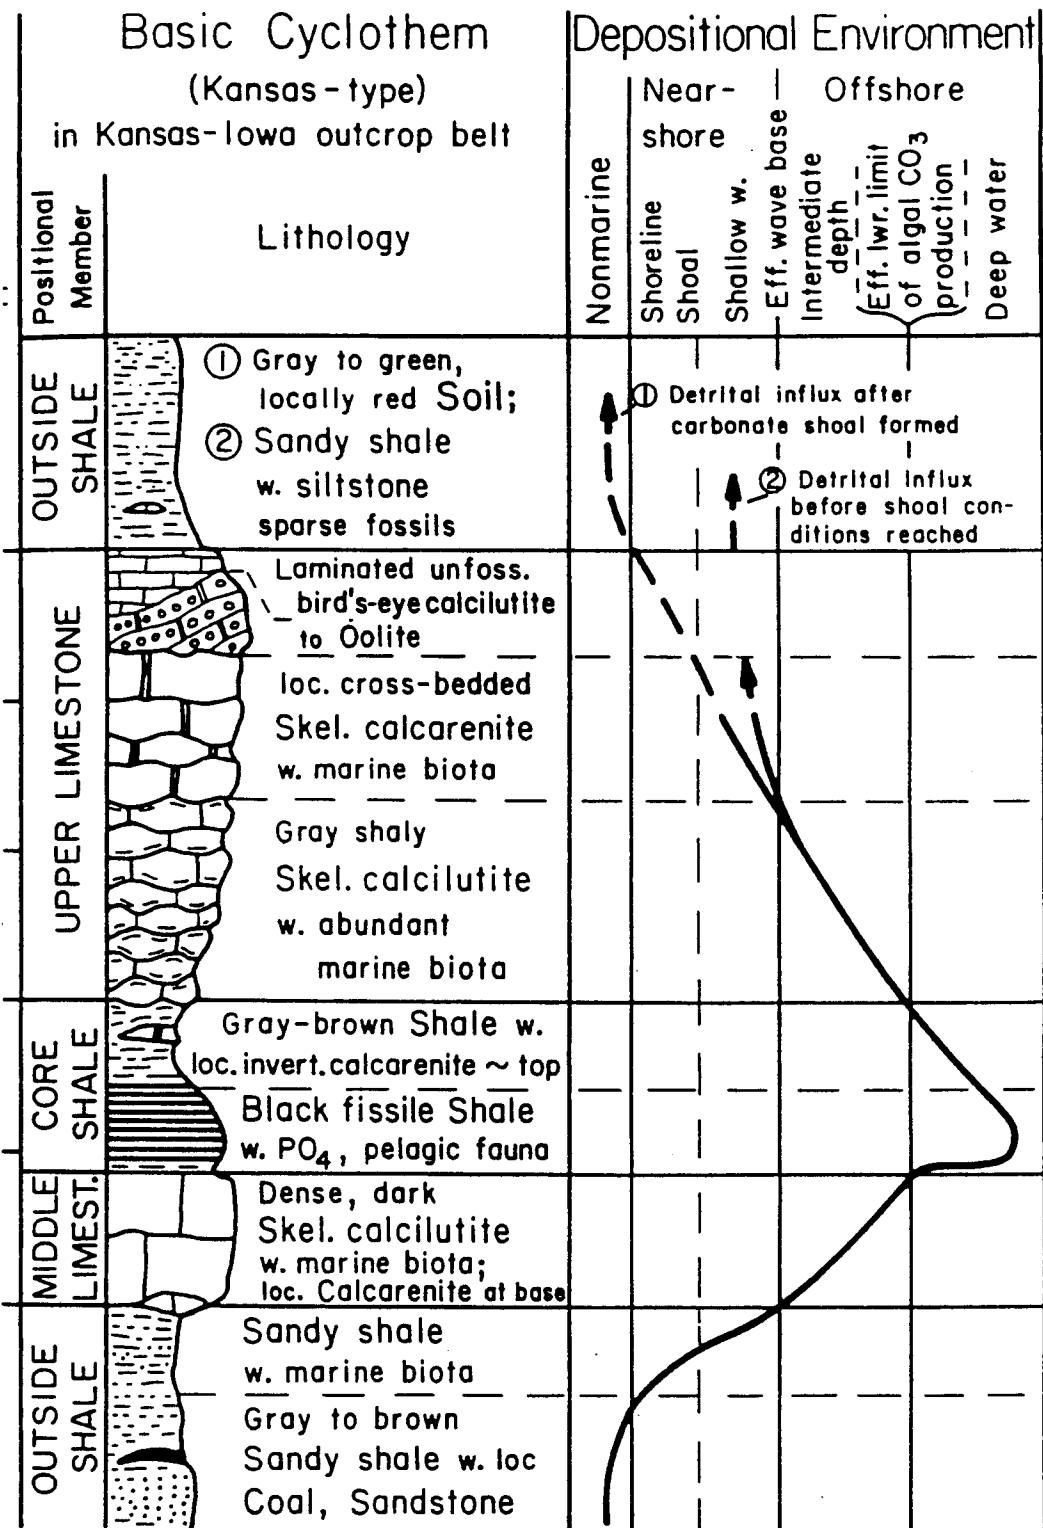 Basic Cyclothem
(Kansas-type)
in Kansas-Iowa outcrop belt
Depositional Environment
Near-
shore
Offshore
Positional
Member
Lithology
Nonmarine
Shoreline
Shoal
Shallow w.
Eff. wave base
Intermediate
depth
Eff. lwr. limit
of algal CO3
production
Deep water
OUTSIDE
SHALE
① Gray to green,
locally red Soil;
② Sandy shale
w. siltstone
sparse fossils
① Detrital influx after
carbonate shoal formed
② Detrital influx
before shoal con-
ditions reached
UPPER LIMESTONE
Laminated unfoss.
bird's-eye calcilutite
to Oolite
loc. cross-bedded
Skel. calcarenite
w. marine biota
Gray shaly
Skel. calcilutite
w. abundant
marine biota
CORE
SHALE
Gray-brown Shale w.
loc. invert. calcarenite ~ top
Black fissile Shale
w. PO4, pelagic fauna
MIDDLE
LIMEST.
Dense, dark
Skel. calcilutite
w. marine biota;
loc. Calcarenite at base
OUTSIDE
SHALE
Sandy shale
w. marine biota
Gray to brown
Sandy shale w. loc
Coal, Sandstone